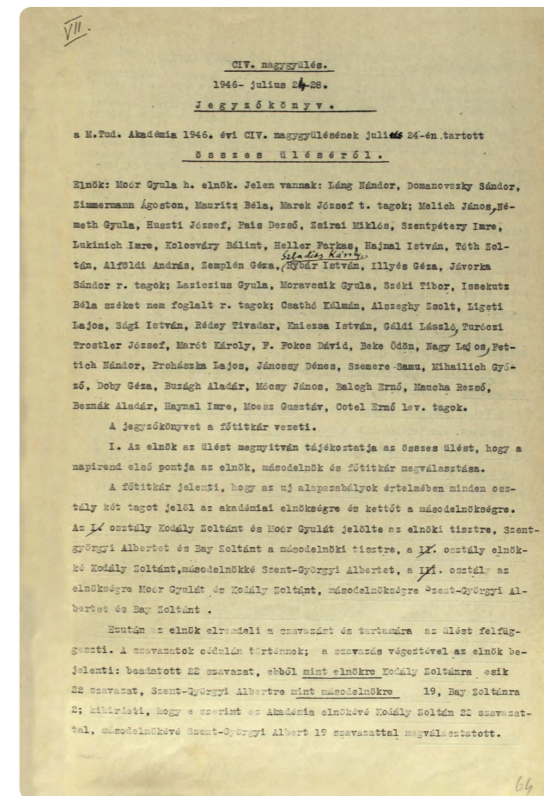 VII.
CIV. nagygyülés.
1946- julius 24-28.
Jegyzőkönyv.
a M.Tud. Akadémia 1946. évi CIV. nagygyülésének julius 24-én tartott
összes üléséről.
Elnök: Moór Gyula h. elnök. Jelen vannak: Láng Nándor, Domanovszky Sándor,
Zimmermann Ágoston, Mauritz Béla, Marek József t. tagok; Melich János, Né-
meth Gyula, Huszti József, Pais Dezső, Zsirai Miklós, Szentpétery Imre,
Lukinich Imre, Kolosváry Bálint, Heller Farkas, Hajnal István, Tóth Zol-
Szladits Károly
tán, Alföldi András, Zemplén Géza, Rybár István, Illyés Géza, Jávorka
Sándor r. tagok; Laziczius Gyula, Moravcsik Gyula, Széki Tibor, Issekutz
Béla széket nem foglalt r. tagok; Csathó Kálmán, Alszeghy Zsolt, Ligeti
Lajos, Sági István, Rédey Tivadar, Kniezsa István, Gáldi László, Turóczi
Trostler József, Marót Károly, F. Fokos Dávid, Beke Ödön, Nagy Lajos, Fet-
tich Nándor, Prohászka Lajos, Jánossy Dénes, Szemere Samu, Mihailich Győ-
ző, Doby Géza, Buzágh Aladár, Mócsy János, Balogh Ernő, Maucha Rezső,
Beznák Aladár, Haynal Imre, Moesz Gusztáv, Cotel Ernő lev. tagok.
A jegyzőkönyvet a főtitkár vezeti.
I. Az elnök az ülést megnyitván tájékoztatja az összes ülést, hogy a
napirend első pontja az elnök, másodelnök és főtitkár megválasztása.
A főtitkár jelenti, hogy az uj alapszabályok értelmében minden osz-
tály két tagot jelöl az akadémiai elnökségre és kettőt a másodelnökségre.
Az I. osztály Kodály Zoltánt és Moór Gyulát jelölte az elnöki tisztre, Szent-
györgyi Albertet és Bay Zoltánt a másodelnöki tisztre, a II. osztály elnök-
ké Kodály Zoltánt,másodelnökké Szent-Györgyi Albertet, a III. osztály az
elnökségre Moór Gyulát és Kodály Zoltánt, másodelnökségre Szent-Györgyi Al-
bertet és Bay Zoltánt .
Ezután az elnök elrendeli a szavazást és tartamára az ülést felfüg-
geszti. A szavazatok cédulán történnek; a szavazás végeztével az elnök be-
jelenti: beadatott 22 szavazat, ebből mint elnökre Kodály Zoltánra esik
22 szavazat, Szent-Györgyi Albertre mint másodelnökre 19, Bay Zoltánra
2; kihirdeti, hogy e szerint az Akadémia elnökévé Kodály Zoltán 22 szavazat-
tal, másodelnökévé Szent-Györgyi Albert 19 szavazattal megválasztatott.
64